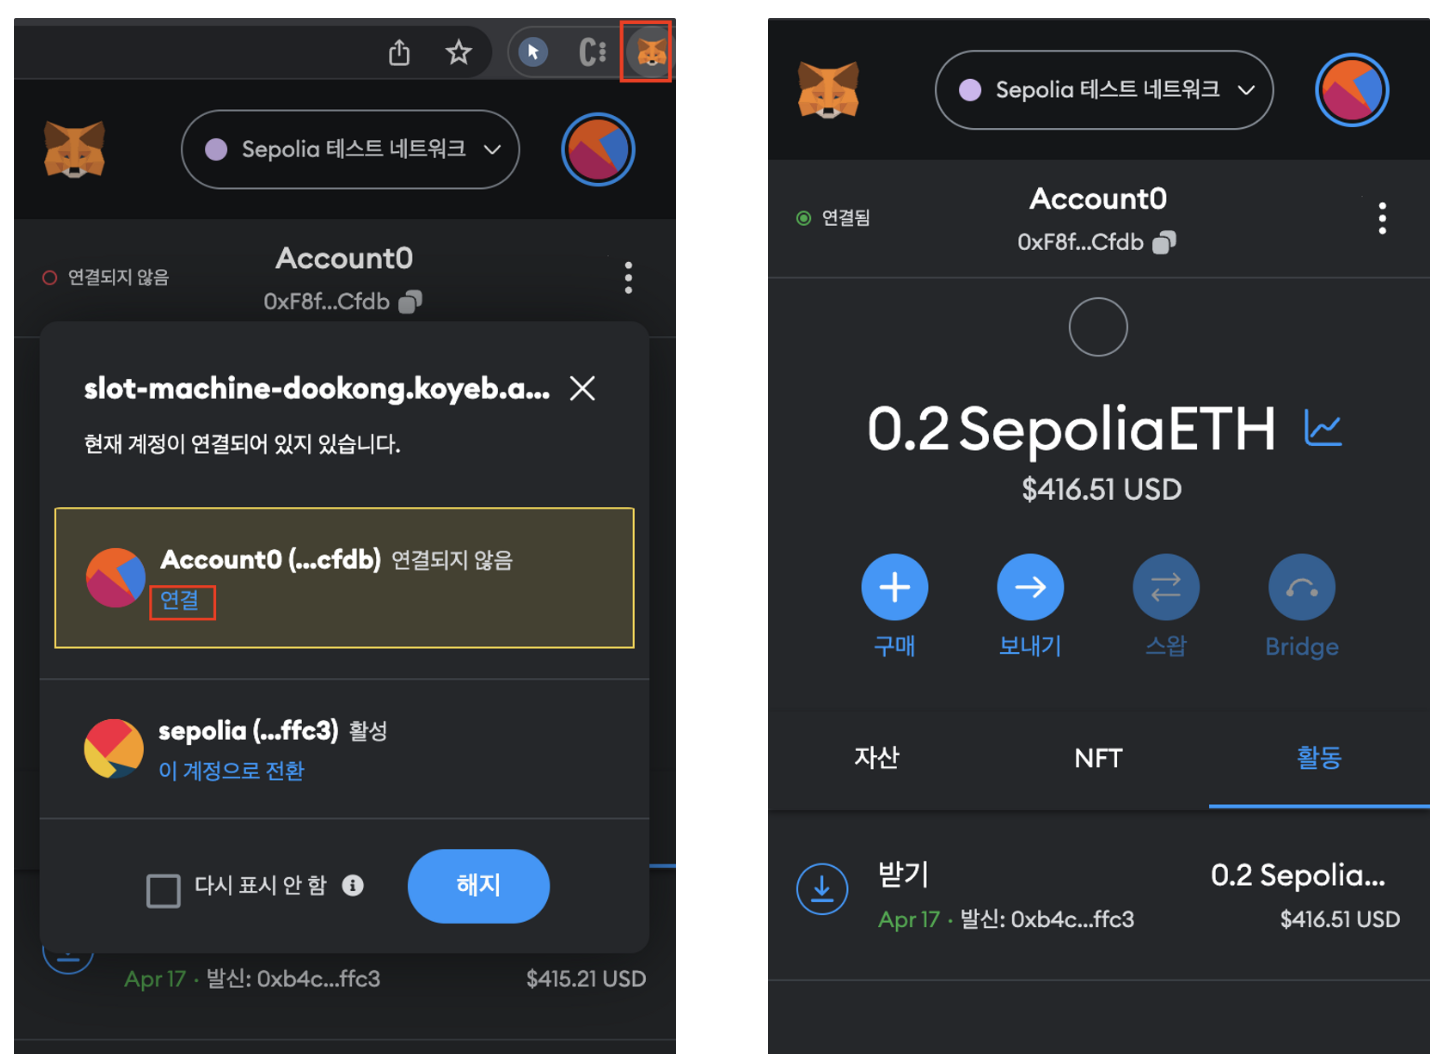 Sepolia 테스트 네트워크
연결되지 않음
Account0
0xF8f...Cfdb
slot-machine-dookong.koyeb.a...
현재 계정이 연결되어 있지 있습니다.
Account0 (...cfdb) 연결되지 않음
연결
sepolia (...ffc3) 활성
이 계정으로 전환
다시 표시 안 함
해지
Apr 17 · 발신: 0xb4c...ffc3
$415.21 USD
Sepolia 테스트 네트워크
연결됨
Account0
0xF8f...Cfdb
0.2 SepoliaETH
$416.51 USD
구매
보내기
스왑
Bridge
자산
NFT
활동
받기
0.2 Sepolia...
Apr 17 · 발신: 0xb4c...ffc3
$416.51 USD